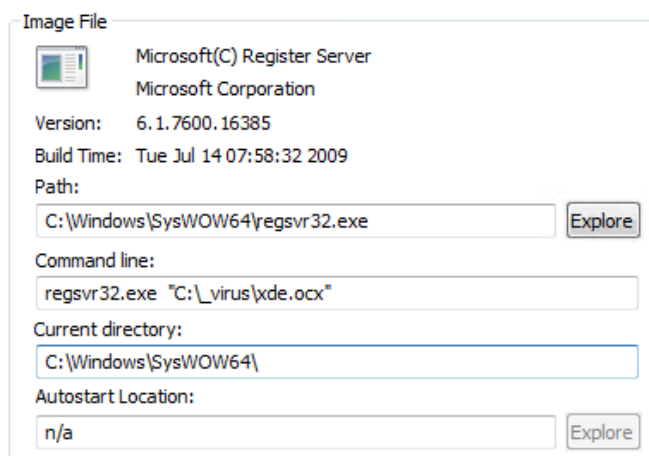 Image File
Microsoft(C) Register Server
Microsoft Corporation
Version: 6.1.7600.16385
Build Time: Tue Jul 14 07:58:32 2009
Path:
C:\Windows\SysWOW64\regsvr32.exe Explore
Command line:
regsvr32.exe "C:\_virus\xde.ocx"
Current directory:
C:\Windows\SysWOW64\
Autostart Location:
n/a Explore